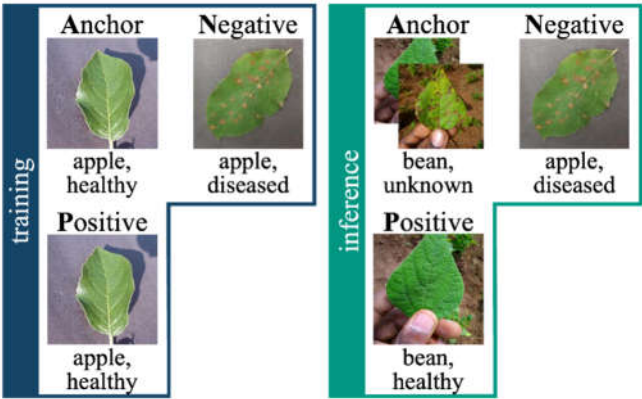 training
Anchor
apple,
healthy
Negative
apple,
diseased
Positive
apple,
healthy
inference
Anchor
bean,
unknown
Negative
apple,
diseased
Positive
bean,
healthy